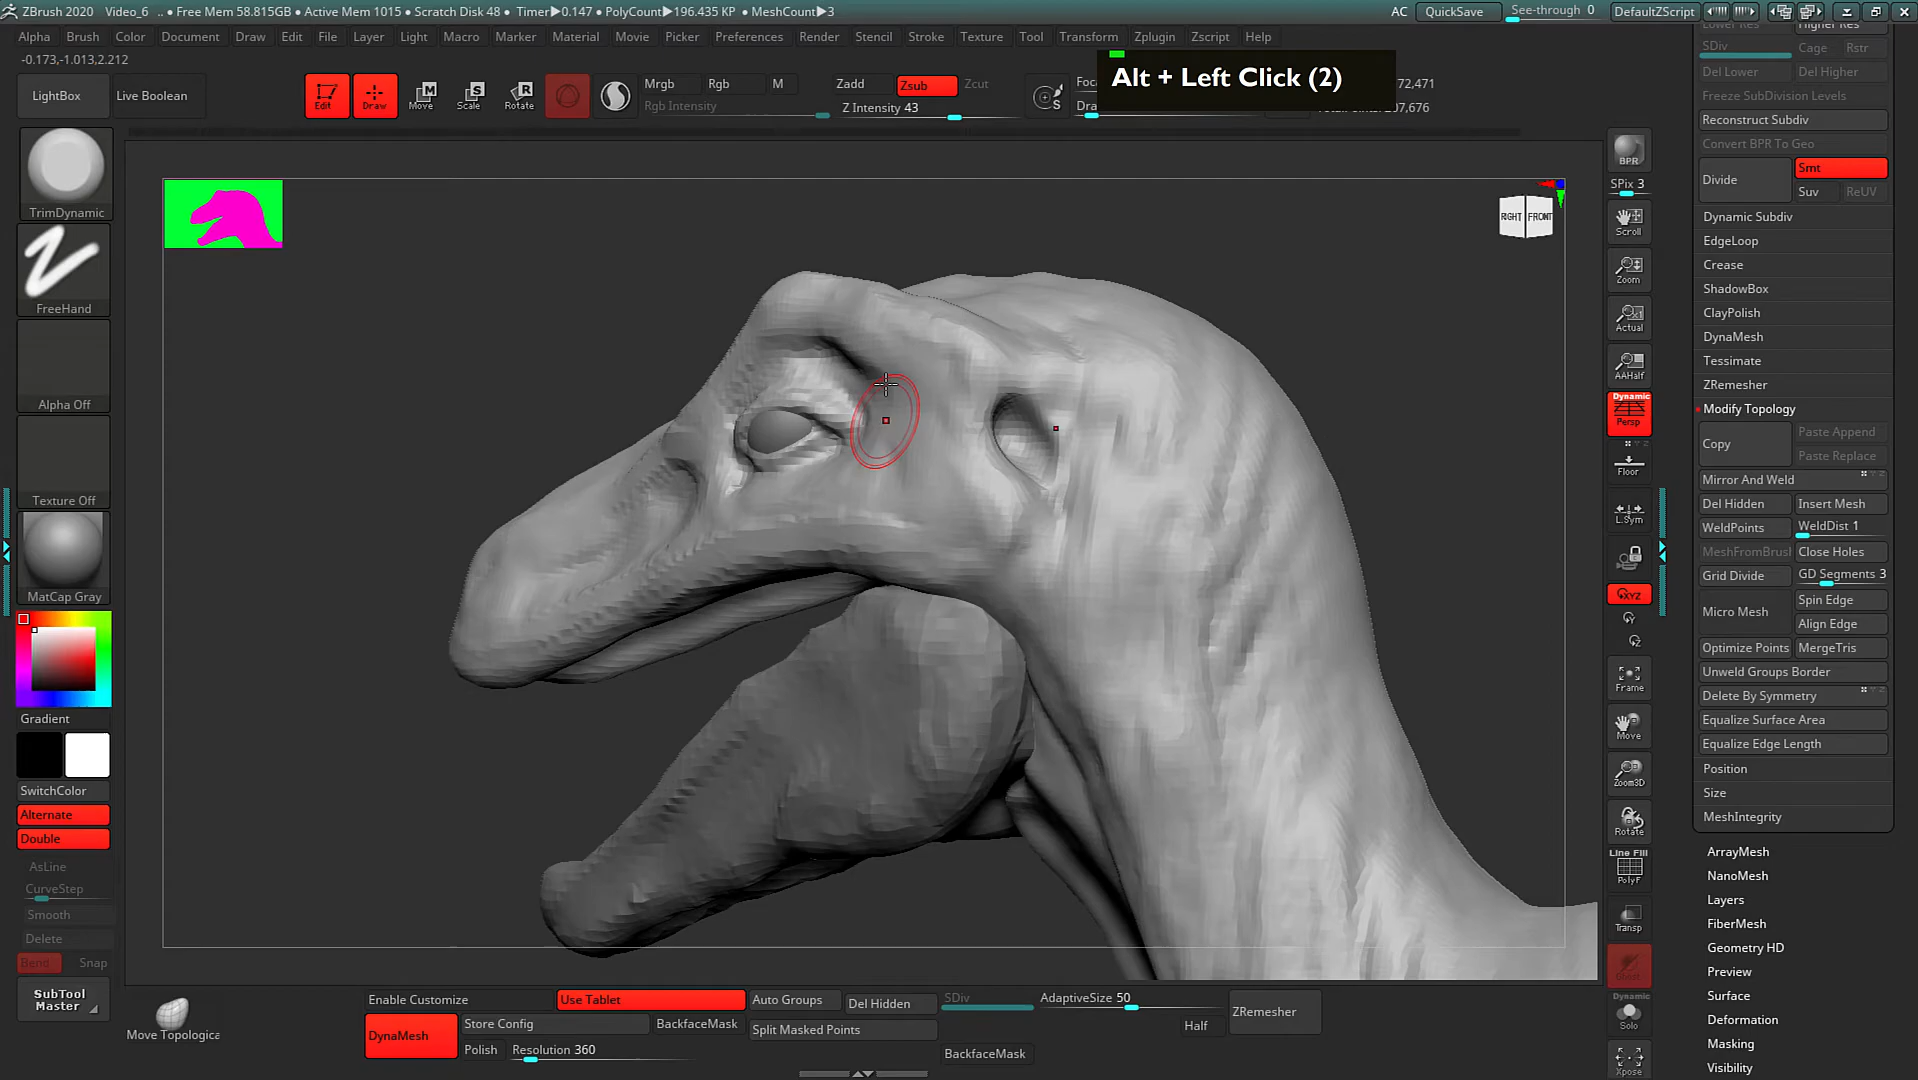 ZBrush 2020 Video_6 .. • Free Mem 58.815GB • Active Mem 1015 • Scratch Disk 48 • Timer▶0.147 • PolyCount▶196.435 KP • MeshCount▶3
AC QuickSave See-through 0 DefaultZScript
Alpha Brush Color Document Draw Edit File Layer Light Macro Marker Material Movie Picker Preferences Render Stencil Stroke Texture Tool Transform Zplugin Zscript Help
-0.173,-1.013,2.212
Alt + Left Click (2)
LightBox
Live Boolean
Edit
Draw
Move
Scale
Rotate
Mrgb Rgb M
Rgb Intensity
Zadd Zsub Zcut
Z Intensity 43
S
TrimDynamic
FreeHand
Alpha Off
Texture Off
MatCap Gray
Gradient
SwitchColor
Alternate
Double
AsLine
CurveStep
Smooth
Delete
Bend Snap
SubTool
Master
Move Topologica
RIGHT FRONT
BPR
SPix 3
Scroll
Zoom
Actual
AAHalf
Dynamic
Persp
Floor
L.Sym
XYZ
Frame
Move
Zoom3D
Rotate
Line Fill
PolyF
Transp
Ghost
Dynamic
Solo
Xpose
SDiv
Cage Rstr
Del Lower Del Higher
Freeze SubDivision Levels
Reconstruct Subdiv
Convert BPR To Geo
Divide
Smt
Suv ReUV
Dynamic Subdiv
EdgeLoop
Crease
ShadowBox
ClayPolish
DynaMesh
Tessimate
ZRemesher
Modify Topology
Copy
Paste Append
Paste Replace
Mirror And Weld
Del Hidden Insert Mesh
WeldPoints WeldDist 1
MeshFromBrush Close Holes
Grid Divide GD Segments 3
Micro Mesh
Spin Edge
Align Edge
Optimize Points MergeTris
Unweld Groups Border
Delete By Symmetry
Equalize Surface Area
Equalize Edge Length
Position
Size
MeshIntegrity
ArrayMesh
NanoMesh
Layers
FiberMesh
Geometry HD
Preview
Surface
Deformation
Masking
Visibility
Enable Customize
Use Tablet
Auto Groups
Del Hidden
SDiv
AdaptiveSize 50
DynaMesh
Store Config
BackfaceMask
Split Masked Points
Half
ZRemesher
Polish
Resolution 360
BackfaceMask